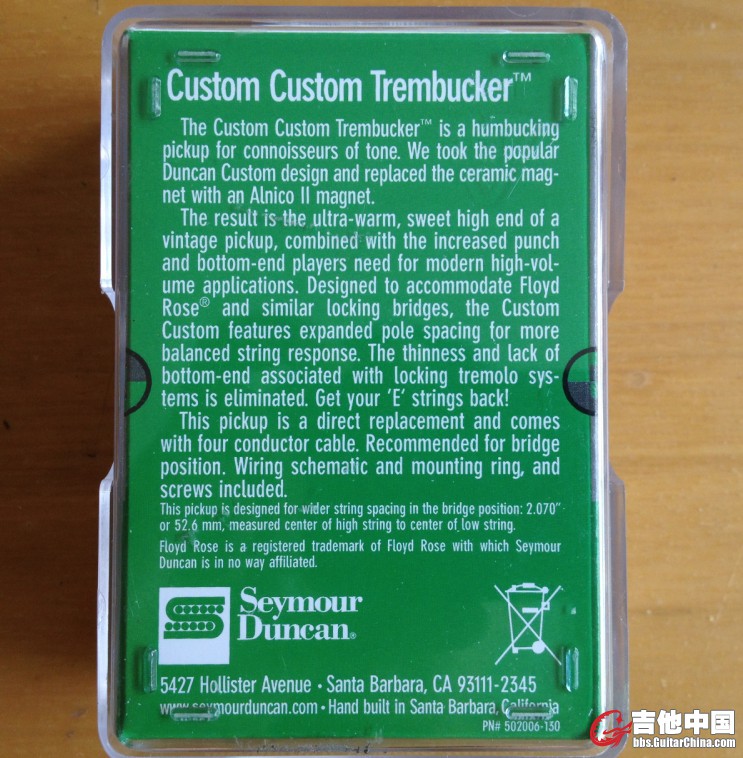 Custom Custom Trembucker™
The Custom Custom Trembucker™ is a humbucking
pickup for connoisseurs of tone. We took the popular
Duncan Custom design and replaced the ceramic mag-
net with an Alnico II magnet.
The result is the ultra-warm, sweet high end of a
vintage pickup, combined with the increased punch
and bottom-end players need for modern high-vol-
ume applications. Designed to accommodate Floyd
Rose® and similar locking bridges, the Custom
Custom features expanded pole spacing for more
balanced string response. The thinness and lack of
bottom-end associated with locking tremolo sys-
tems is eliminated. Get your 'E' strings back!
This pickup is a direct replacement and comes
with four conductor cable. Recommended for bridge
position. Wiring schematic and mounting ring, and
screws included.
This pickup is designed for wider string spacing in the bridge position: 2.070"
or 52.6 mm, measured center of high string to center of low string.
Floyd Rose is a registered trademark of Floyd Rose with which Seymour
Duncan is in no way affiliated.
Seymour
Duncan®
5427 Hollister Avenue · Santa Barbara, CA 93111-2345
www.seymourduncan.com · Hand built in Santa Barbara, California
PN# 502006-130
吉他中国
bbs.GuitarChina.com